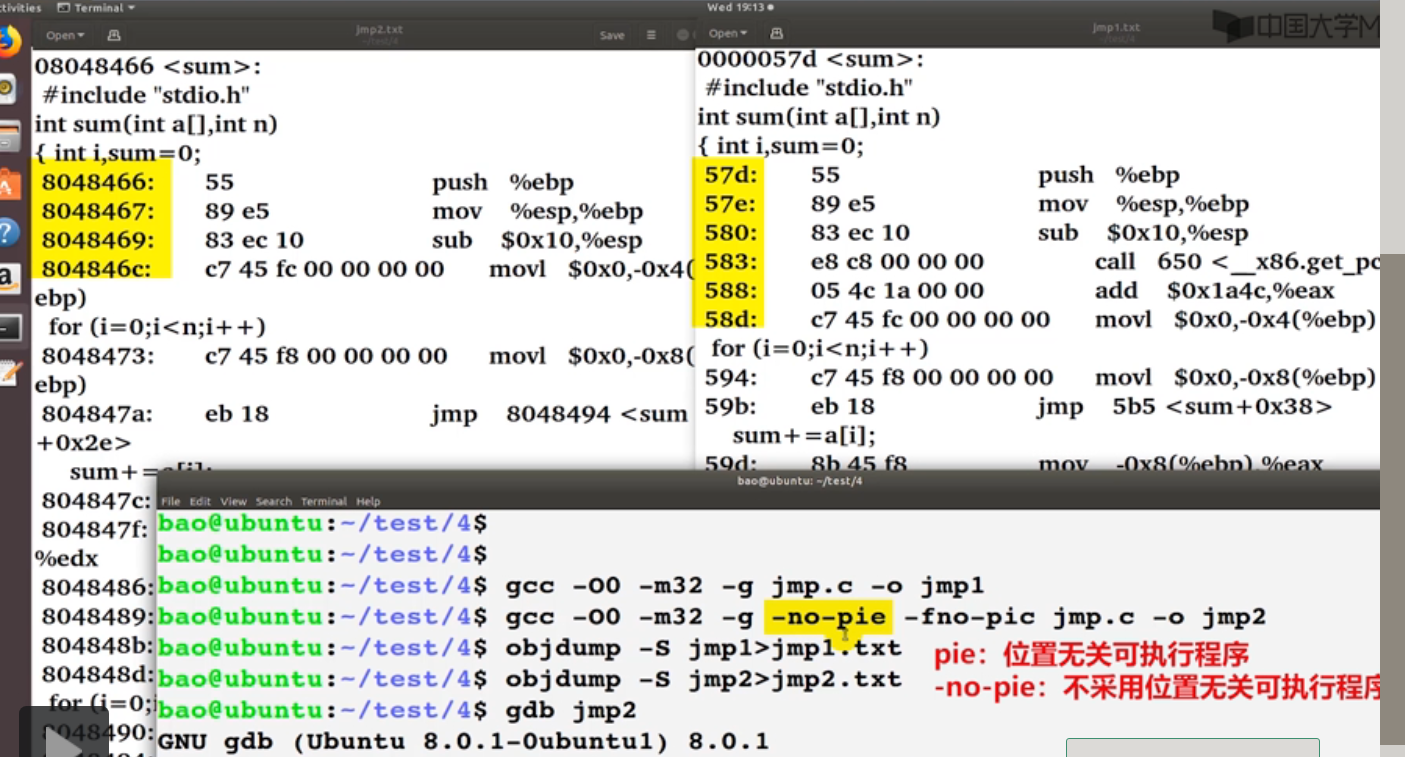 Activities Terminal
Wed 19:13
Open
jmp2.txt
~/test/4
Save
Open
jmp1.txt
~/test/4
中国大学M
08048466 <sum>:
#include "stdio.h"
int sum(int a[],int n)
{ int i,sum=0;
8048466: 55 push %ebp
8048467: 89 e5 mov %esp,%ebp
8048469: 83 ec 10 sub $0x10,%esp
804846c: c7 45 fc 00 00 00 00 movl $0x0,-0x4(
ebp)
for (i=0;i<n;i++)
8048473: c7 45 f8 00 00 00 00 movl $0x0,-0x8(
ebp)
804847a: eb 18 jmp 8048494 <sum
+0x2e>
sum+=a[i];
804847c:
804847f:
%edx
8048486:
8048489:
804848b:
804848d:
for (i=0;i
8048490:
0000057d <sum>:
#include "stdio.h"
int sum(int a[],int n)
{ int i,sum=0;
57d: 55 push %ebp
57e: 89 e5 mov %esp,%ebp
580: 83 ec 10 sub $0x10,%esp
583: e8 c8 00 00 00 call 650 <__x86.get_pc
588: 05 4c 1a 00 00 add $0x1a4c,%eax
58d: c7 45 fc 00 00 00 00 movl $0x0,-0x4(%ebp)
for (i=0;i<n;i++)
594: c7 45 f8 00 00 00 00 movl $0x0,-0x8(%ebp)
59b: eb 18 jmp 5b5 <sum+0x38>
sum+=a[i];
59d: 8b 45 f8 mov -0x8(%ebp),%eax
bao@ubuntu: ~/test/4
File Edit View Search Terminal Help
bao@ubuntu:~/test/4$
bao@ubuntu:~/test/4$
bao@ubuntu:~/test/4$ gcc -O0 -m32 -g jmp.c -o jmp1
bao@ubuntu:~/test/4$ gcc -O0 -m32 -g -no-pie -fno-pic jmp.c -o jmp2
bao@ubuntu:~/test/4$ objdump -S jmp1>jmp1.txt
bao@ubuntu:~/test/4$ objdump -S jmp2>jmp2.txt
bao@ubuntu:~/test/4$ gdb jmp2
GNU gdb (Ubuntu 8.0.1-0ubuntu1) 8.0.1
pie：位置无关可执行程序
-no-pie：不采用位置无关可执行程序